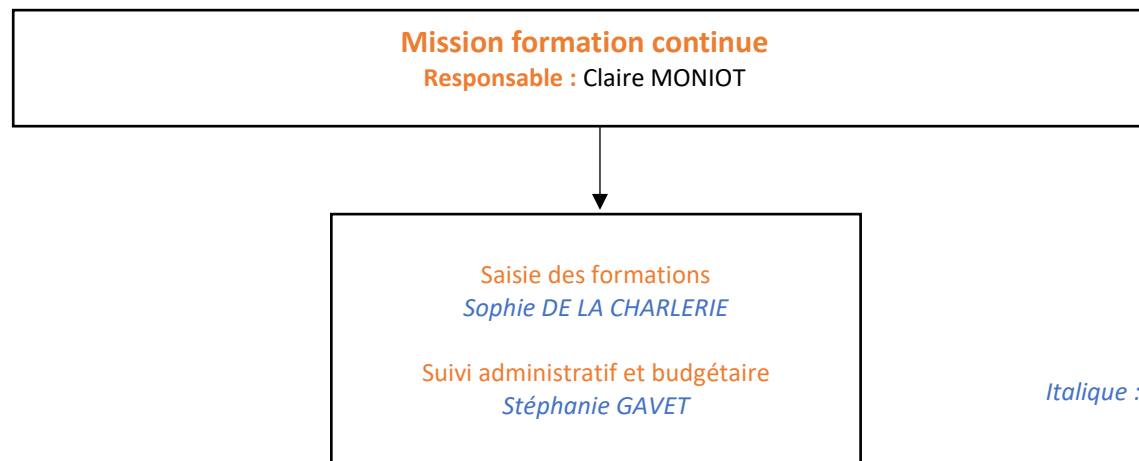 Mission formation continue
Responsable : Claire MONIOT
Saisie des formations
Sophie DE LA CHARLERIE
Suivi administratif et budgétaire
Stéphanie GAVET
Italique :